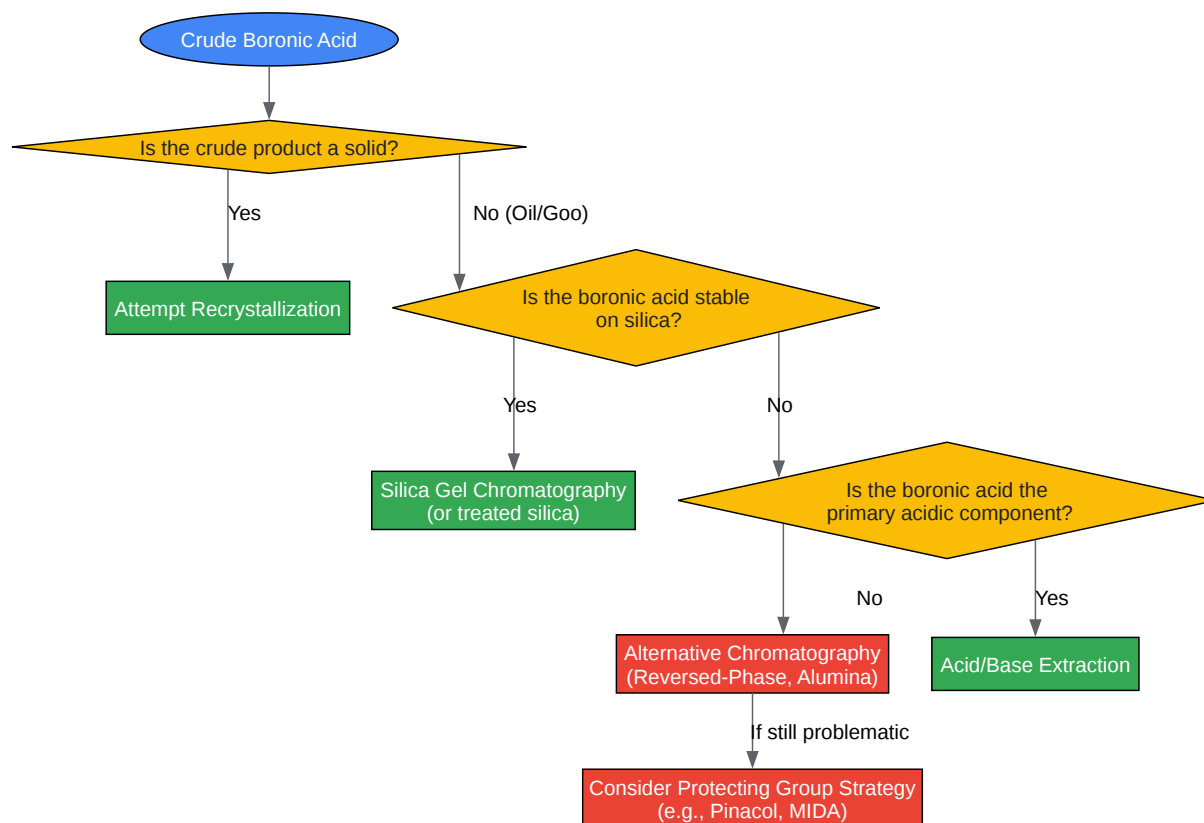 Crude Boronic Acid
Is the crude product a solid?
Yes
No (Oil/Goo)
Attempt Recrystallization
Is the boronic acid stable
on silica?
Yes
No
Silica Gel Chromatography
(or treated silica)
Is the boronic acid the
primary acidic component?
No
Yes
Alternative Chromatography
(Reversed-Phase, Alumina)
Acid/Base Extraction
If still problematic
Consider Protecting Group Strategy
(e.g., Pinacol, MIDA)